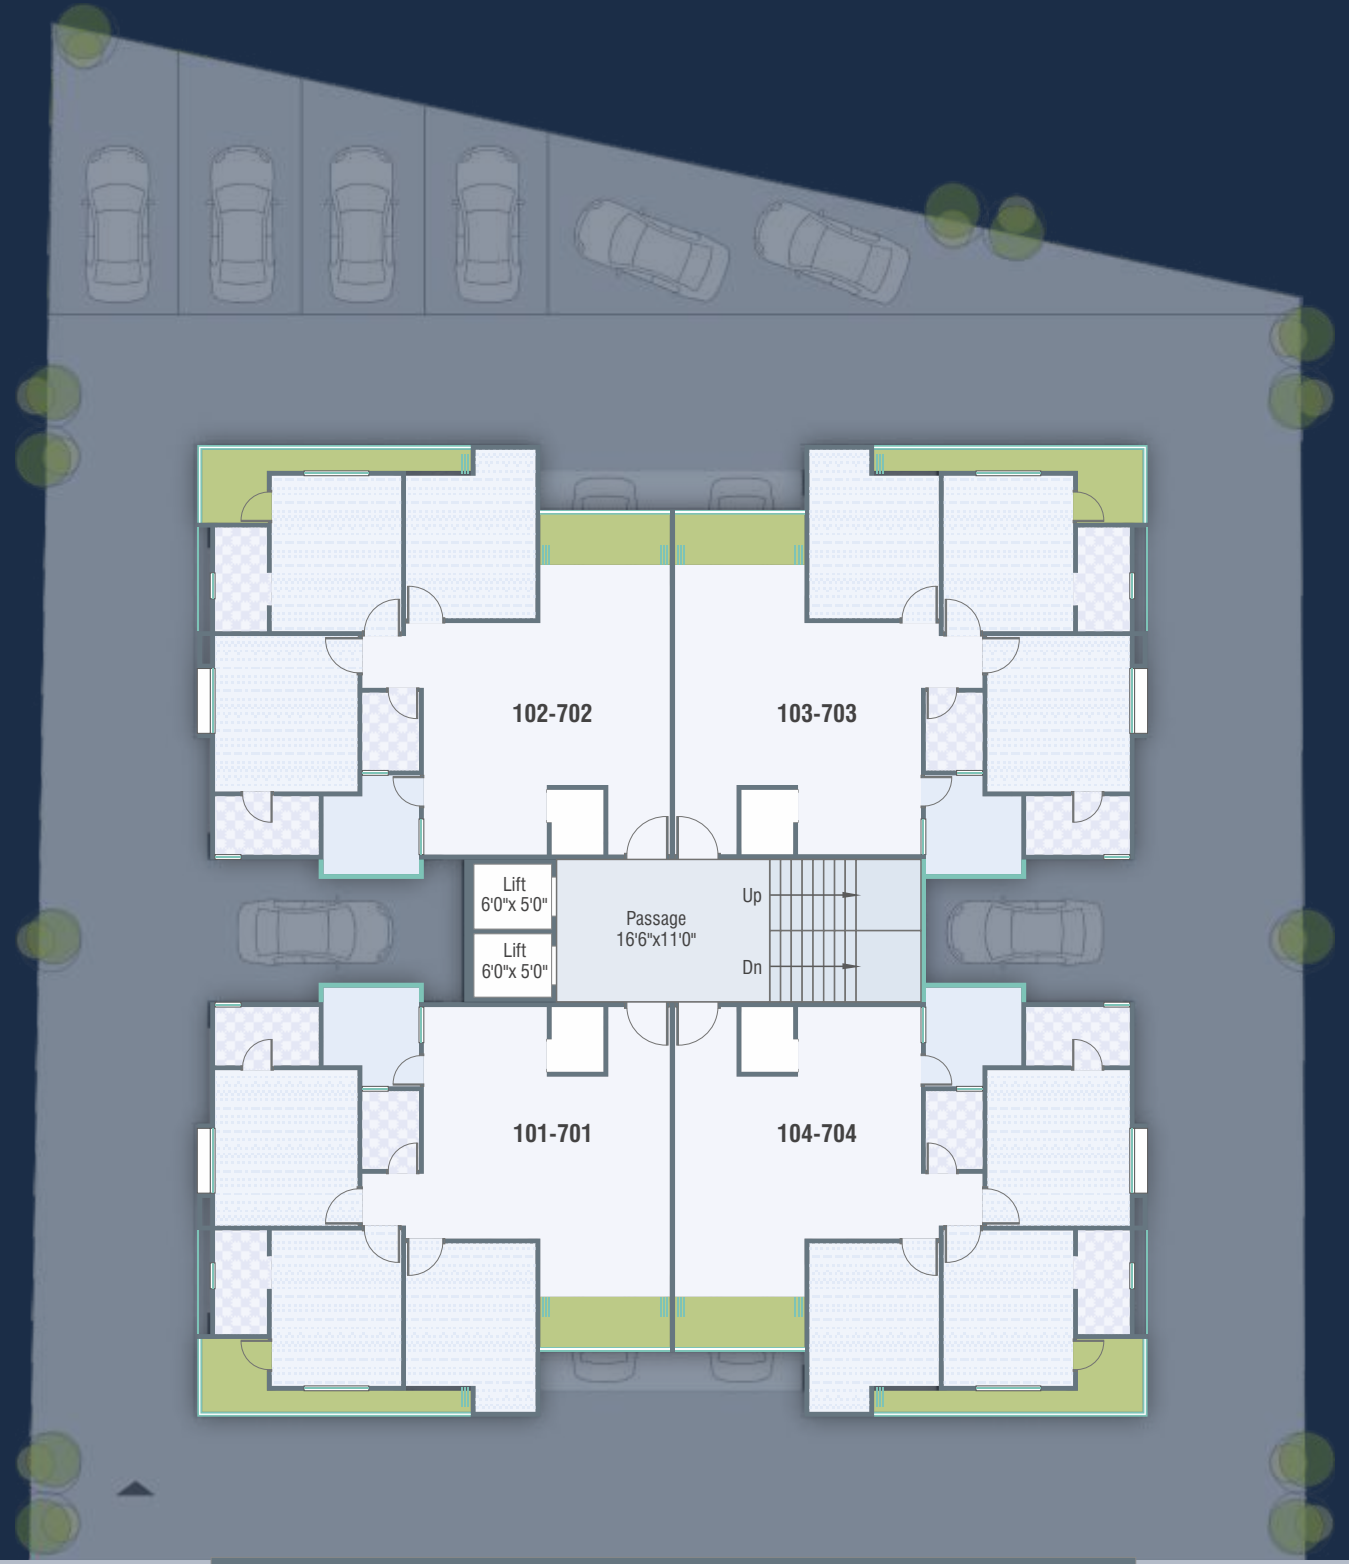 102-702
103-703
Lift
6'0"x 5'0"
Up
Passage
16'6"x11'0"
Lift
6'0"x 5'0"
Dn
101-701
104-704